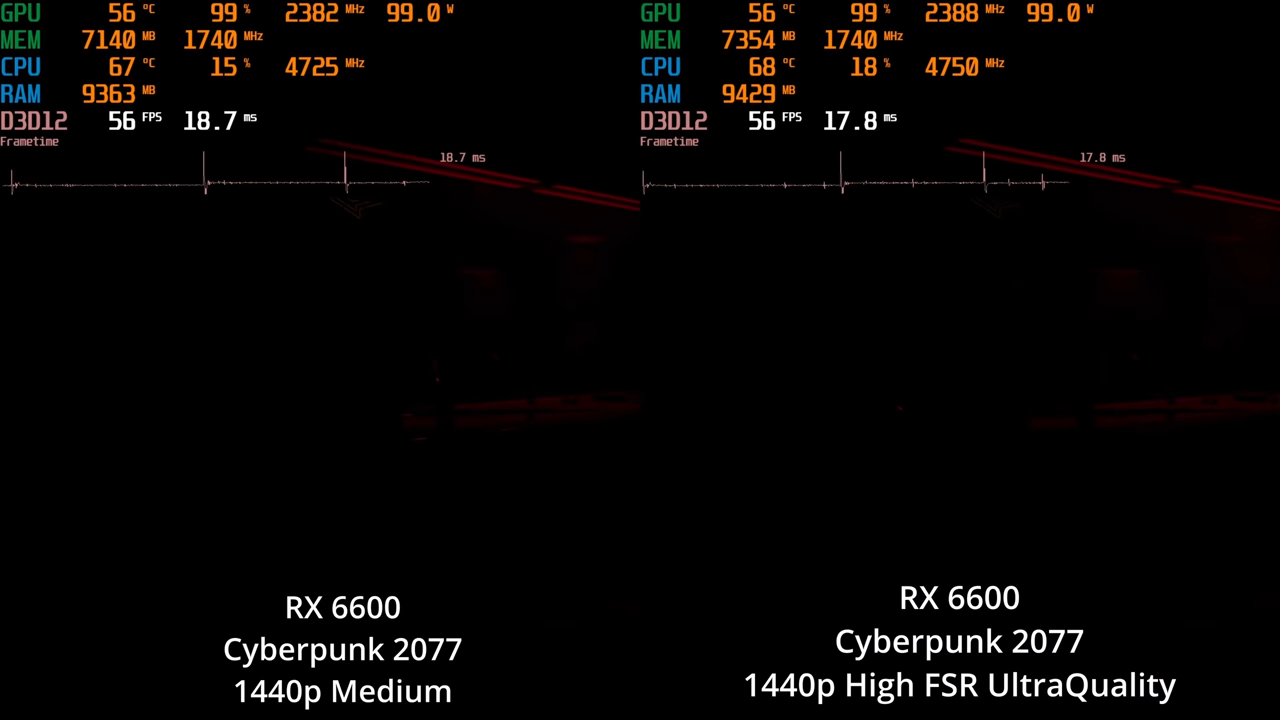 GPU 56 °C 99 % 2382 MHz 99.0 W
MEM 7140 MB 1740 MHz
CPU 67 °C 15 % 4725 MHz
RAM 9363 MB
D3D12 56 FPS 18.7 ms
Frametime
18.7 ms
RX 6600
Cyberpunk 2077
1440p Medium
GPU 56 °C 99 % 2388 MHz 99.0 W
MEM 7354 MB 1740 MHz
CPU 68 °C 18 % 4750 MHz
RAM 9429 MB
D3D12 56 FPS 17.8 ms
Frametime
17.8 ms
RX 6600
Cyberpunk 2077
1440p High FSR UltraQuality